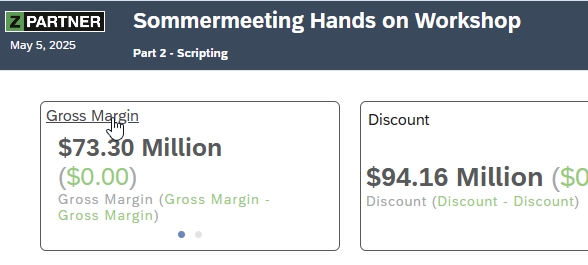 Z PARTNER
Sommermeeting Hands on Workshop
May 5, 2025
Part 2 - Scripting
Gross Margin
$73.30 Million
($0.00)
Gross Margin (Gross Margin -
Gross Margin)
Discount
$94.16 Million ($0
Discount (Discount - Discount)